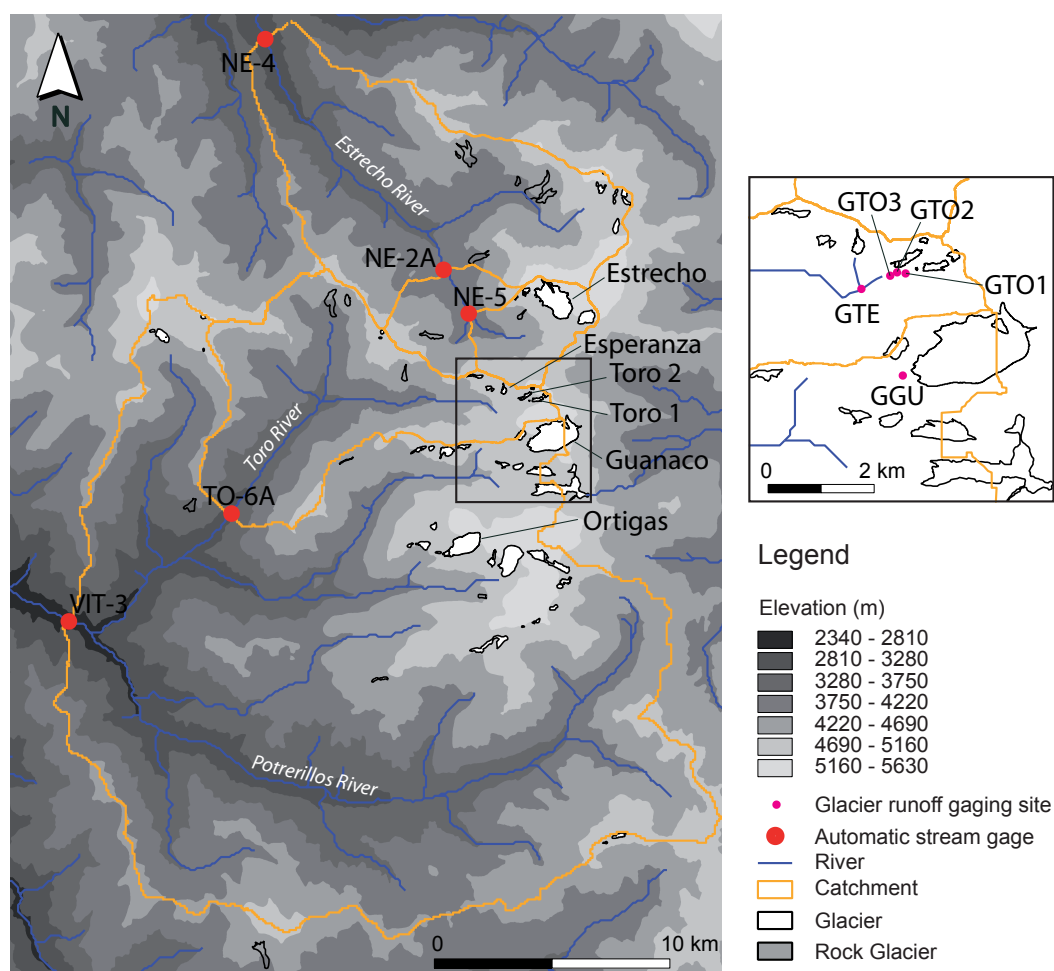 NE-4
N
Estrecho River
NE-2A
NE-5
Estrecho
Esperanza
Toro 2
Toro 1
Guanaco
Toro River
TO-6A
Ortigas
VIT-3
Potrerillos River
0 10 km
GTO3 GTO2
GTO1
GTE
GGU
0 2 km
Legend
Elevation (m)
2340 - 2810
2810 - 3280
3280 - 3750
3750 - 4220
4220 - 4690
4690 - 5160
5160 - 5630
Glacier runoff gaging site
Automatic stream gage
River
Catchment
Glacier
Rock Glacier